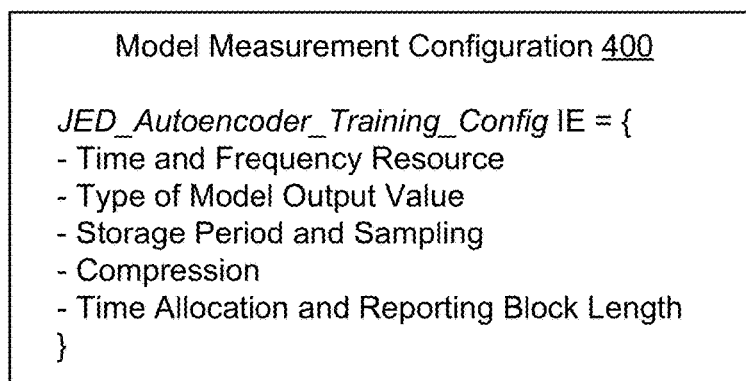 Model Measurement Configuration 400
JED_Autoencoder_Training_Config IE = {
- Time and Frequency Resource
- Type of Model Output Value
- Storage Period and Sampling
- Compression
- Time Allocation and Reporting Block Length
}